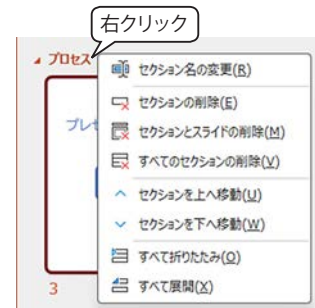 右クリック
プロセス
セクション名の変更(R)
セクションの削除(E)
セクションとスライドの削除(M)
すべてのセクションの削除(V)
セクションを上へ移動(U)
セクションを下へ移動(W)
すべて折りたたみ(O)
すべて展開(X)
プレ
3